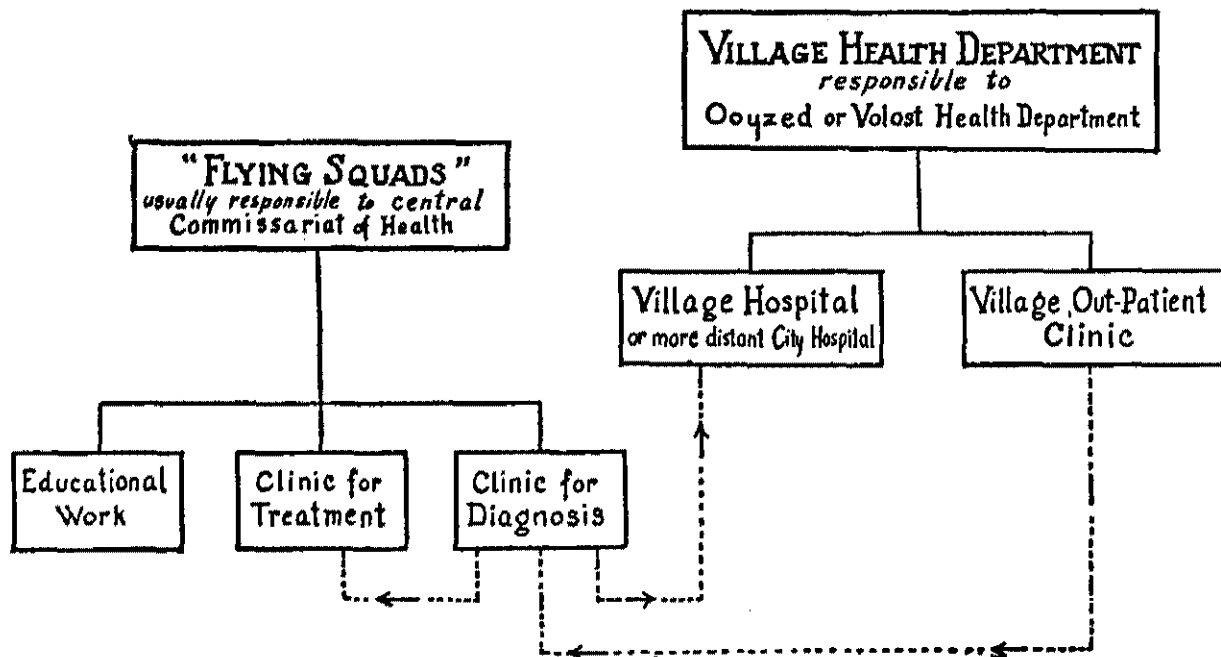 VILLAGE HEALTH DEPARTMENT
responsible to
Ooyzed or Volost Health Department
"FLYING SQUADS"
usually responsible to central
Commissariat of Health
Village Hospital
or more distant City Hospital
Village Out-Patient
Clinic
Educational
Work
Clinic for
Treatment
Clinic for
Diagnosis